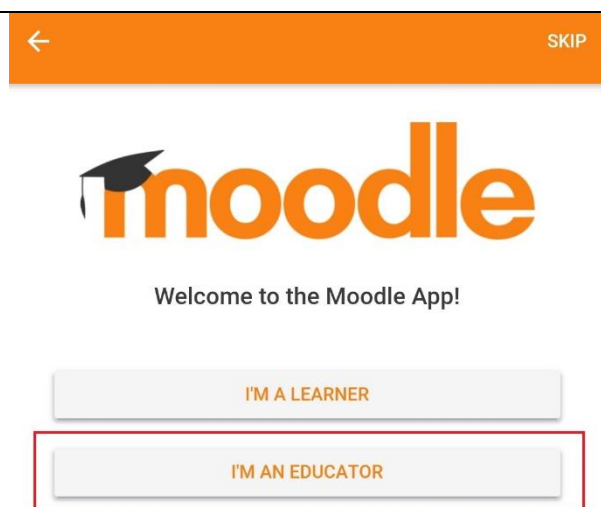 SKIP
moodle
Welcome to the Moodle App!
I'M A LEARNER
I'M AN EDUCATOR